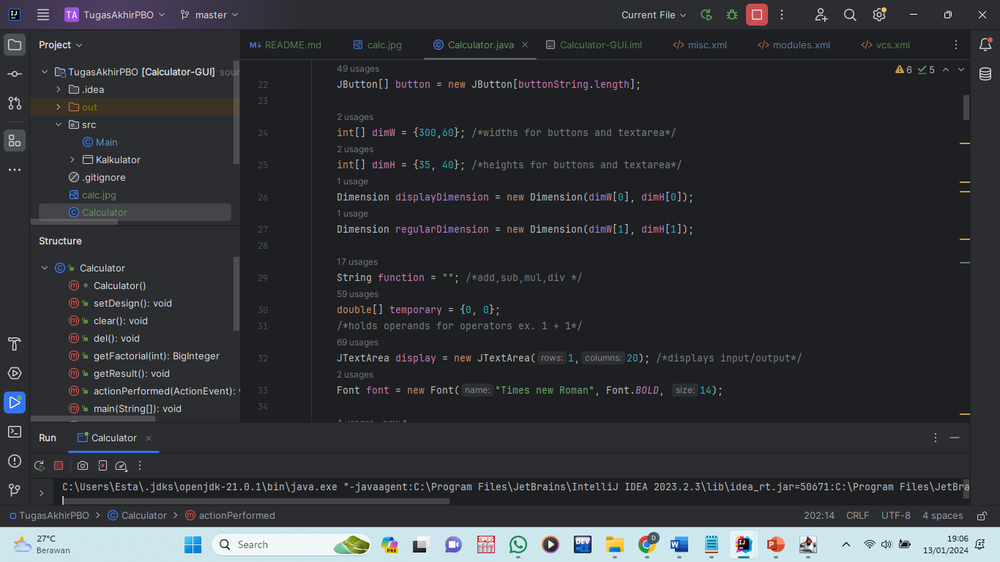 TA TugasAkhirPBO master Current File
Project
README.md calc.jpg Calculator.java Calculator-GUI.iml misc.xml modules.xml vcs.xml
TugasAkhirPBO [Calculator-GUI] sour
.idea
out
src
Main
Kalkulator
.gitignore
calc.jpg
Calculator
6 5
49 usages
22 JButton[] button = new JButton[buttonString.length];
23
2 usages
24 int[] dimW = {300,60}; /*widths for buttons and textarea*/
2 usages
25 int[] dimH = {35, 40}; /*heights for buttons and textarea*/
1 usage
26 Dimension displayDimension = new Dimension(dimW[0], dimH[0]);
1 usage
27 Dimension regularDimension = new Dimension(dimW[1], dimH[1]);
28
17 usages
29 String function = ""; /*add,sub,mul,div */
59 usages
30 double[] temporary = {0, 0};
31 /*holds operands for operators ex. 1 + 1*/
69 usages
32 JTextArea display = new JTextArea( rows: 1, columns: 20); /*displays input/output*/
2 usages
33 Font font = new Font( name: "Times new Roman", Font.BOLD, size: 14);
34
Structure
Calculator
Calculator()
setDesign(): void
clear(): void
del(): void
getFactorial(int): BigInteger
getResult(): void
actionPerformed(ActionEvent):
main(String[]): void
Run Calculator
C:\Users\Esta\.jdks\openjdk-21.0.1\bin\java.exe "-javaagent:C:\Program Files\JetBrains\IntelliJ IDEA 2023.2.3\lib\idea_rt.jar=50671:C:\Program Files\JetBra
TugasAkhirPBO Calculator actionPerformed 202:14 CRLF UTF-8 4 spaces
27°C
Berawan
Search
PRE
SPSS
DEV
D
19:06
13/01/2024